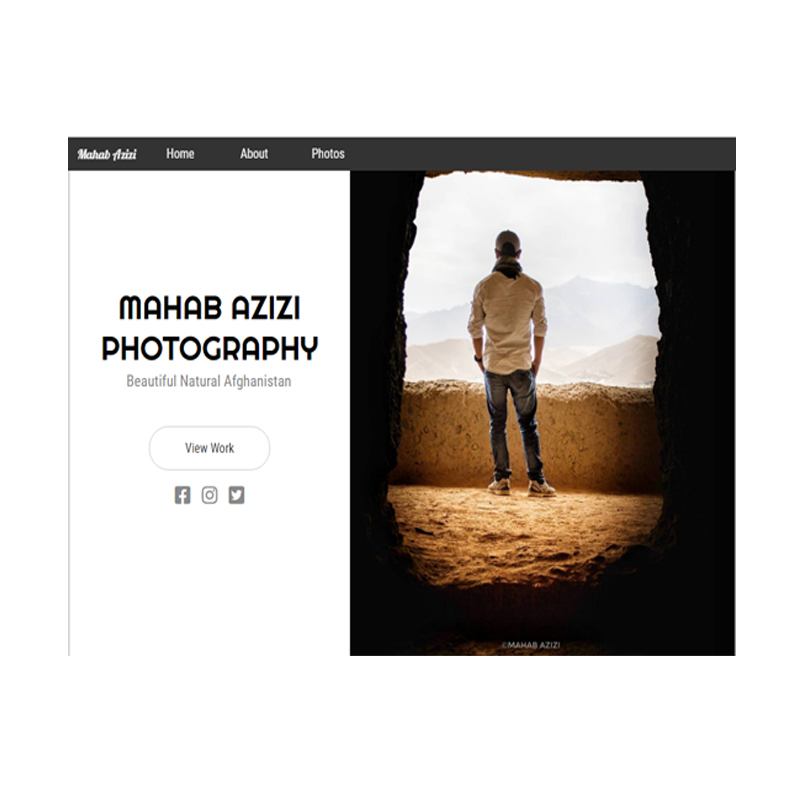 Mahab Azizi Home About Photos
MAHAB AZIZI
PHOTOGRAPHY
Beautiful Natural Afghanistan
View Work
©MAHAB AZIZI